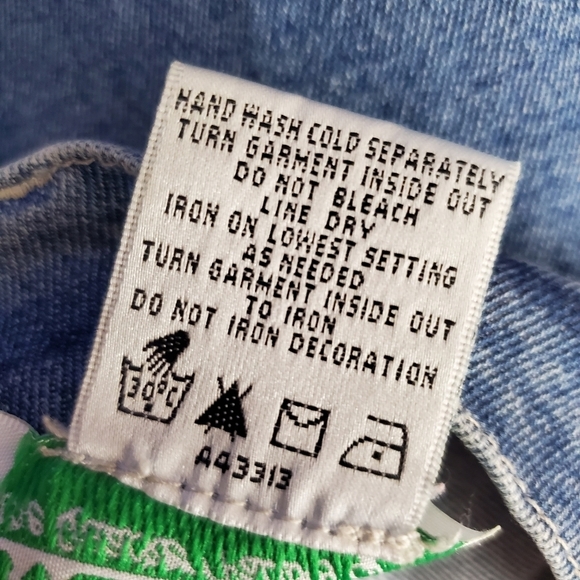 HAND WASH COLD SEPARATELY
TURN GARMENT INSIDE OUT
DO NOT BLEACH
LINE DRY
IRON ON LOWEST SETTING
AS NEEDED
TURN GARMENT INSIDE OUT
TO IRON
DO NOT IRON DECORATION
30°C
A43313